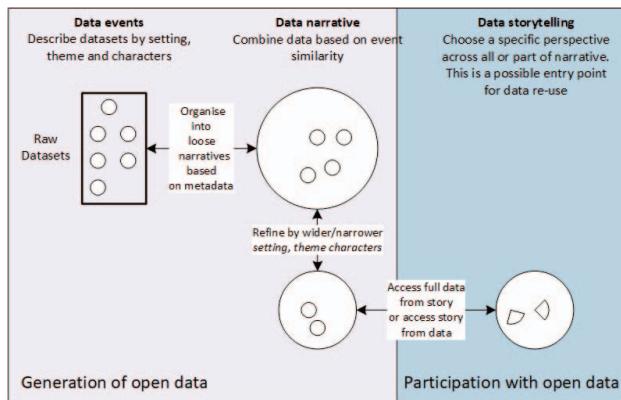 Data events
Describe datasets by setting,
theme and characters
Data narrative
Combine data based on event
similarity
Data storytelling
Choose a specific perspective
across all or part of narrative.
This is a possible entry point
for data re-use
Raw
Datasets
Organise
into
loose
narratives
based
on metadata
Refine by wider/narrower
setting, theme characters
Access full data
from story
or access story
from data
Generation of open data
Participation with open data